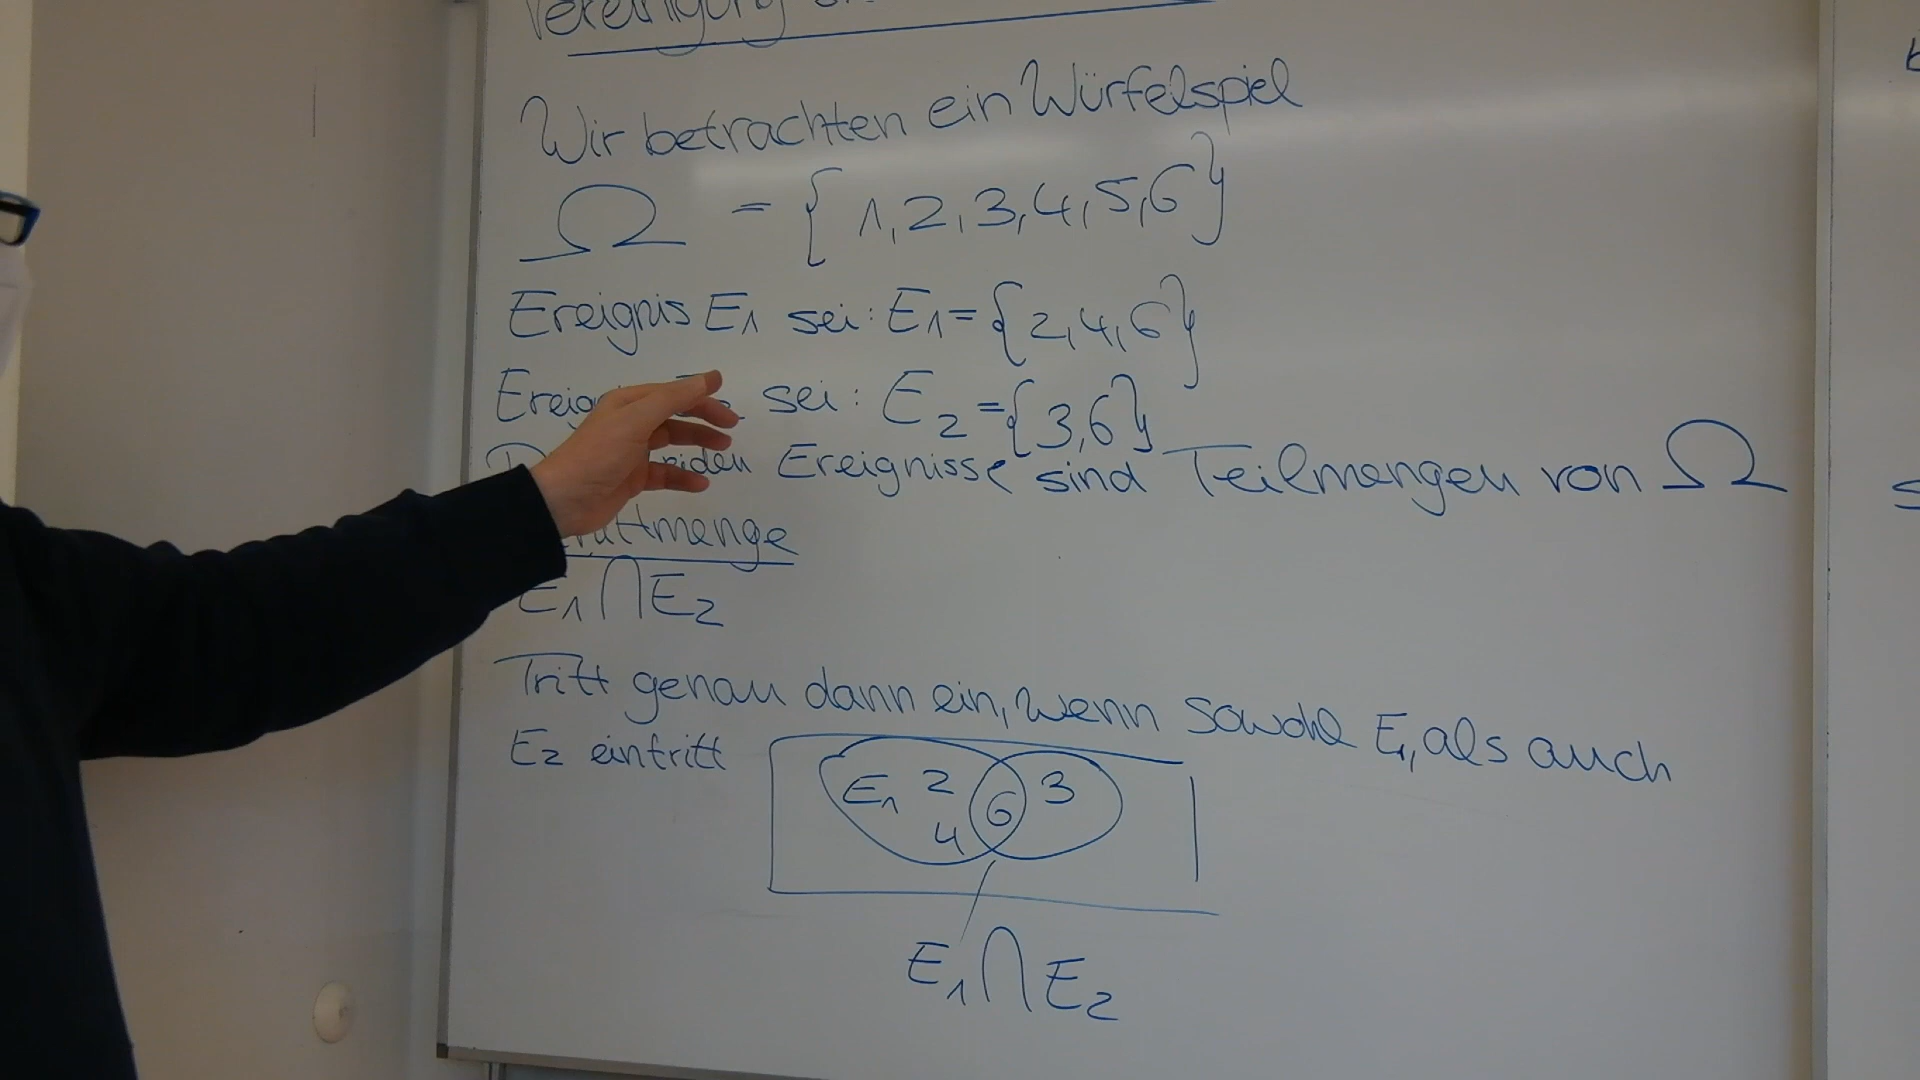 Wir betrachten ein Würfelspiel
Ω = {1,2,3,4,5,6}
Ereignis E1 sei: E1={2,4,6}
sei: E2={3,6}
Ereignisse sind Teilmengen von Ω
E1∩E2
Tritt genau dann ein, wenn sowohl E1, als auch
E2 eintritt
E1 2 6 3
4
E1∩E2